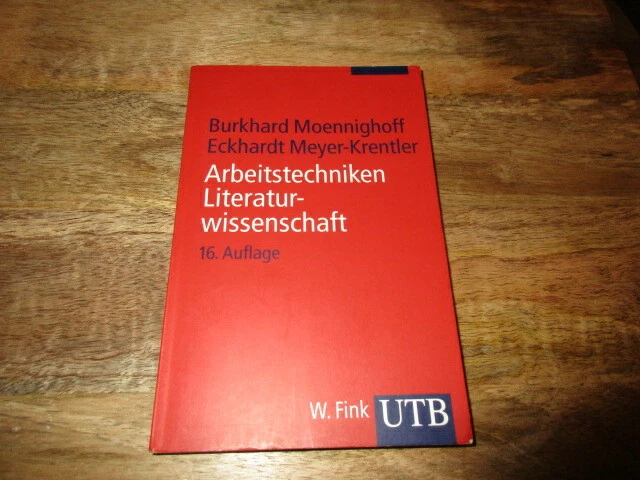 Burkhard Moennighoff
Eckhardt Meyer-Krentler
Arbeitstechniken
Literatur-
wissenschaft
16. Auflage
W. Fink UTB